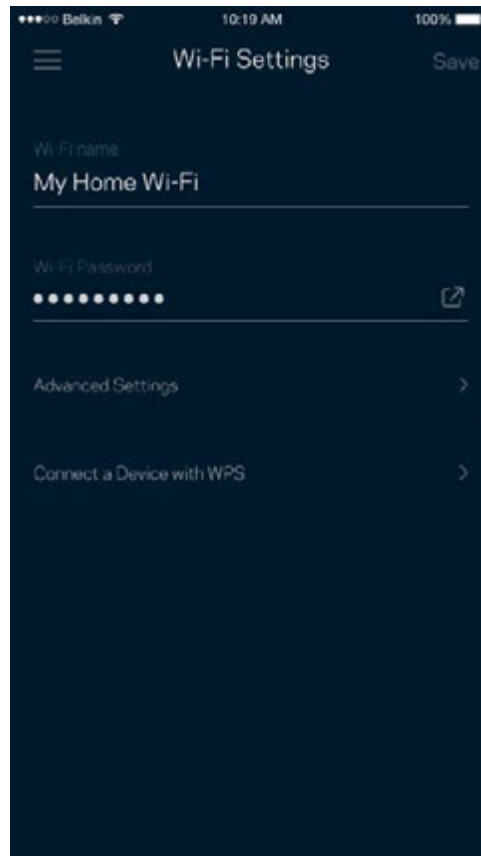 ●●●○○ Belkin 10:19 AM 100%
Wi-Fi Settings Save
Wi-Fi name
My Home Wi-Fi
Wi-Fi Password
●●●●●●●●●
Advanced Settings
Connect a Device with WPS